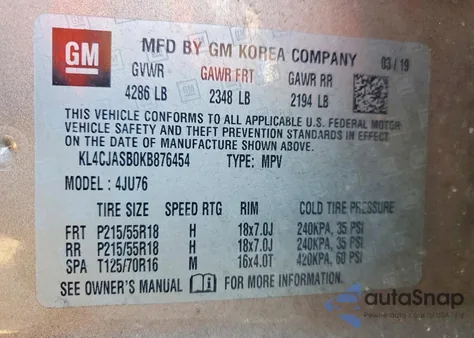 GM
MFD BY GM KOREA COMPANY 03/19
GVWR GAWR FRT GAWR RR
4286 LB 2348 LB 2194 LB
THIS VEHICLE CONFORMS TO ALL APPLICABLE U.S. FEDERAL MOTOR
VEHICLE SAFETY AND THEFT PREVENTION STANDARDS IN EFFECT
ON THE DATE OF MANUFACTURE SHOWN ABOVE.
KL4CJASB0KB876454 TYPE: MPV
MODEL: 4JU76
TIRE SIZE SPEED RTG RIM COLD TIRE PRESSURE
FRT P215/55R18 H 18x7.0J 240KPA, 35 PSI
RR P215/55R18 H 18x7.0J 240KPA, 35 PSI
SPA T125/70R16 M 16x4.0T 420KPA, 60 PSI
SEE OWNER'S MANUAL FOR MORE INFORMATION.
autoSnap